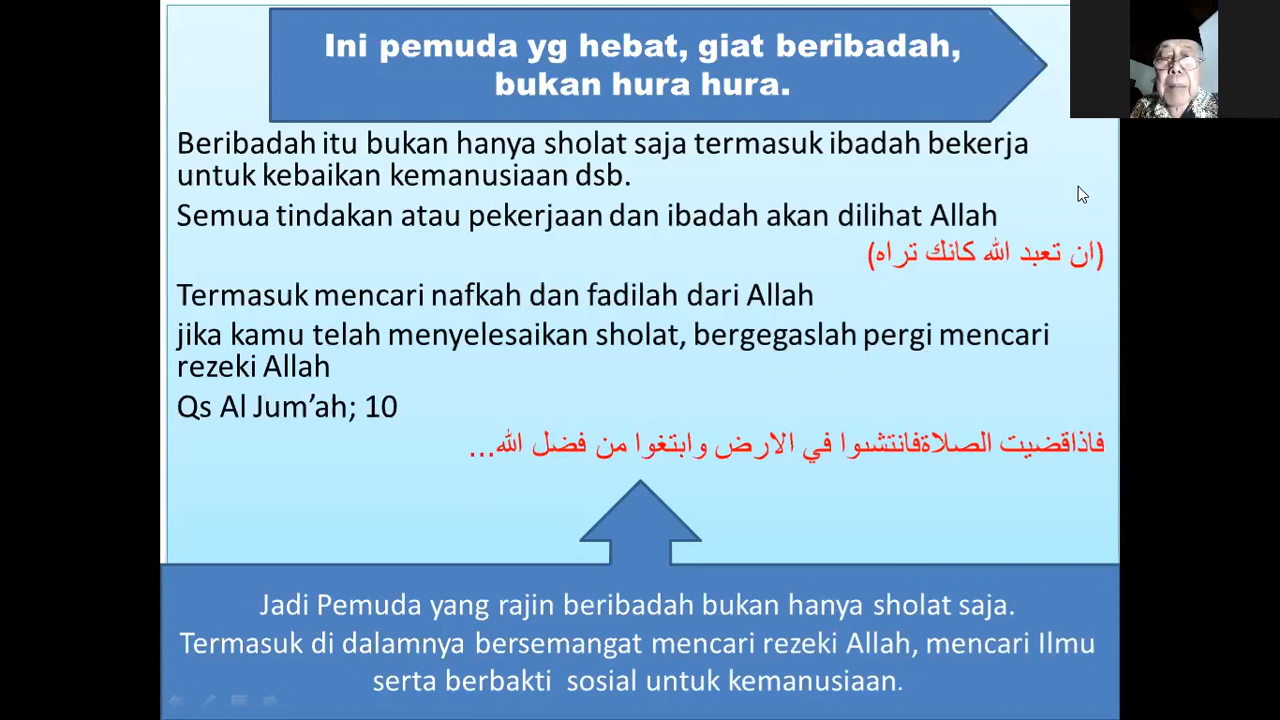 Ini pemuda yg hebat, giat beribadah,
bukan hura hura.
Beribadah itu bukan hanya sholat saja termasuk ibadah bekerja
untuk kebaikan kemanusiaan dsb.
Semua tindakan atau pekerjaan dan ibadah akan dilihat Allah
(ان تعبد الله كانك تراه)
Termasuk mencari nafkah dan fadilah dari Allah
jika kamu telah menyelesaikan sholat, bergegaslah pergi mencari
rezeki Allah
Qs Al Jum’ah; 10
فاذاقضيت الصلاةفانتشوا في الارض وابتغوا من فضل الله...
Jadi Pemuda yang rajin beribadah bukan hanya sholat saja.
Termasuk di dalamnya bersemangat mencari rezeki Allah, mencari Ilmu
serta berbakti  sosial untuk kemanusiaan.